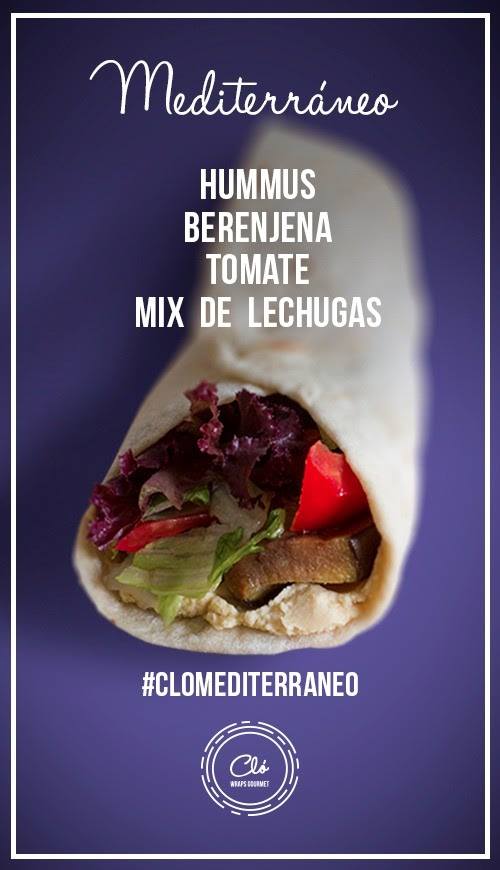 Mediterráneo
HUMMUS
BERENJENA
TOMATE
MIX DE LECHUGAS
#CLOMEDITERRANEO
Cló
WRAPS GOURMET